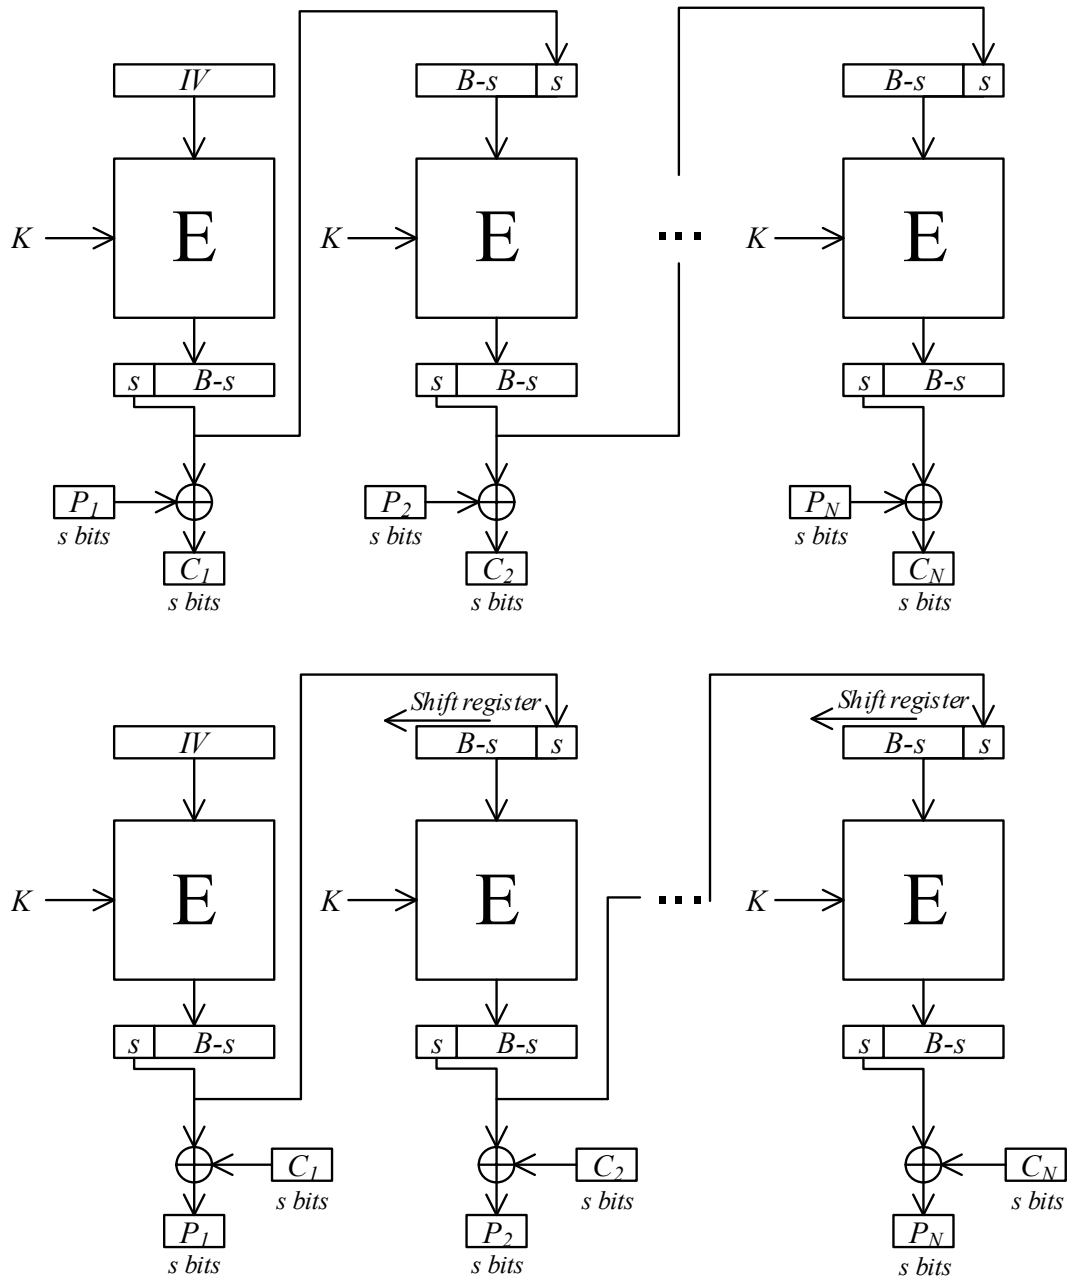 IV B-s s B-s s
K E K E ... K E
s B-s s B-s s B-s
P1 P2 PN
s bits s bits s bits
C1 C2 CN
s bits s bits s bits
Shift register Shift register
IV B-s s B-s s
K E K E ... K E
s B-s s B-s s B-s
C1 C2 CN
s bits s bits s bits
P1 P2 PN
s bits s bits s bits